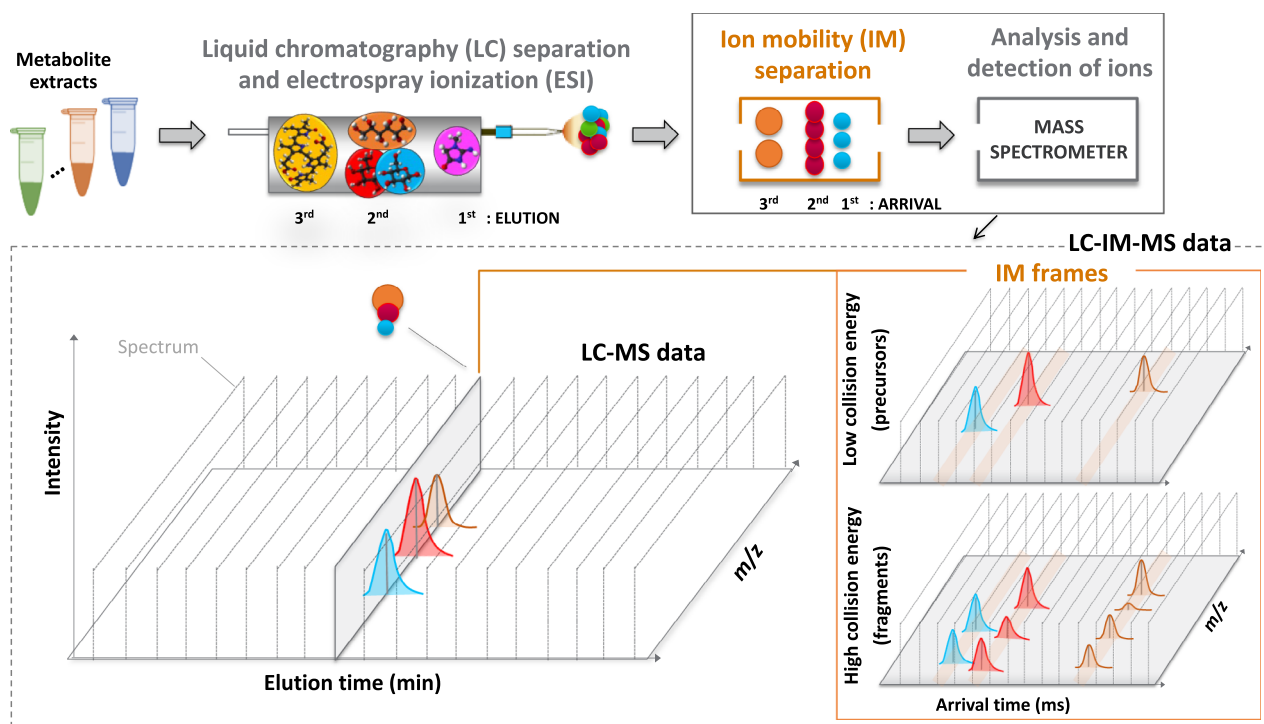 Metabolite
extracts
Liquid chromatography (LC) separation
and electrospray ionization (ESI)
3rd 2nd 1st : ELUTION
Ion mobility (IM)
separation
3rd 2nd 1st : ARRIVAL
Analysis and
detection of ions
MASS
SPECTROMETER
LC-IM-MS data
IM frames
LC-MS data
Spectrum
Intensity
Elution time (min)
m/z
Low collision energy
(precursors)
High collision energy
(fragments)
m/z
Arrival time (ms)